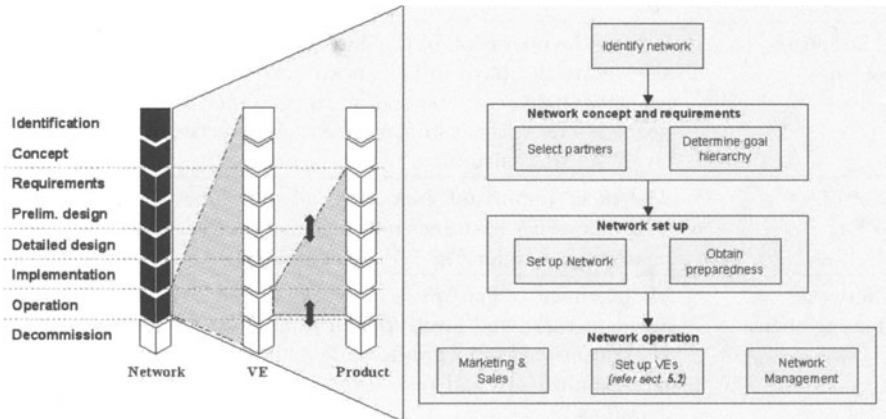 Identification
Concept
Requirements
Prelim. design
Detailed design
Implementation
Operation
Decommission
Network VE Product
Identify network
Network concept and requirements
Select partners
Determine goal
hierarchy
Network set up
Set up Network
Obtain
preparedness
Network operation
Marketing &
Sales
Set up VEs
(refer sect. 5.2)
Network
Management